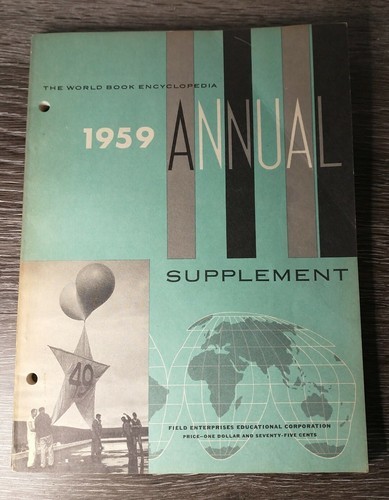 THE WORLD BOOK ENCYCLOPEDIA
1959 ANNUAL
SUPPLEMENT
49
FIELD ENTERPRISES EDUCATIONAL CORPORATION
PRICE—ONE DOLLAR AND SEVENTY-FIVE CENTS